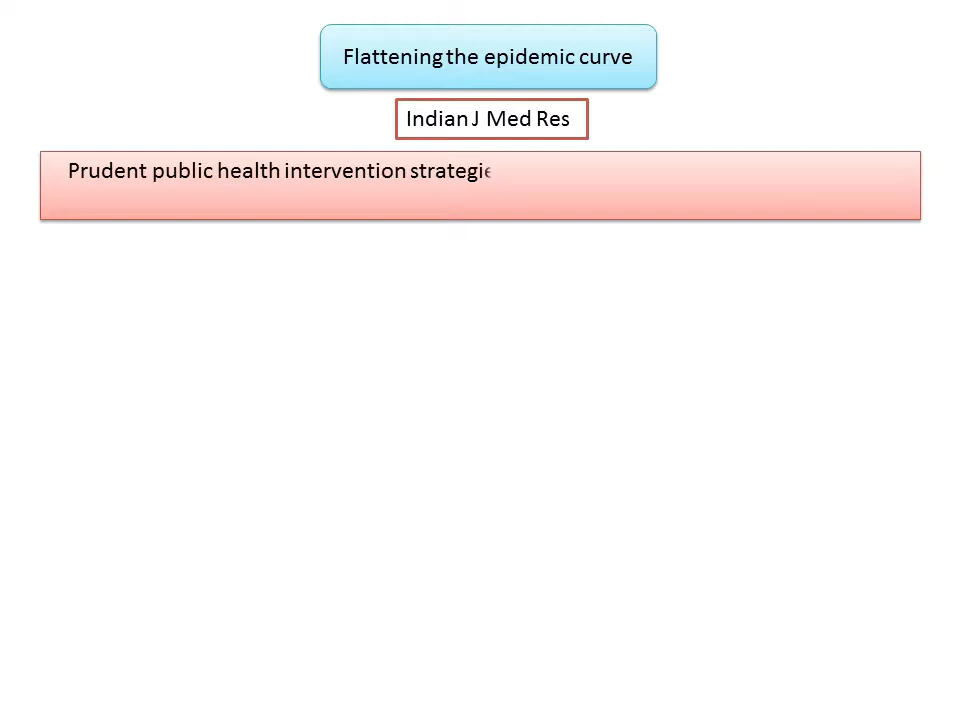 Flattening the epidemic curve
Indian J Med Res
Prudent public health intervention